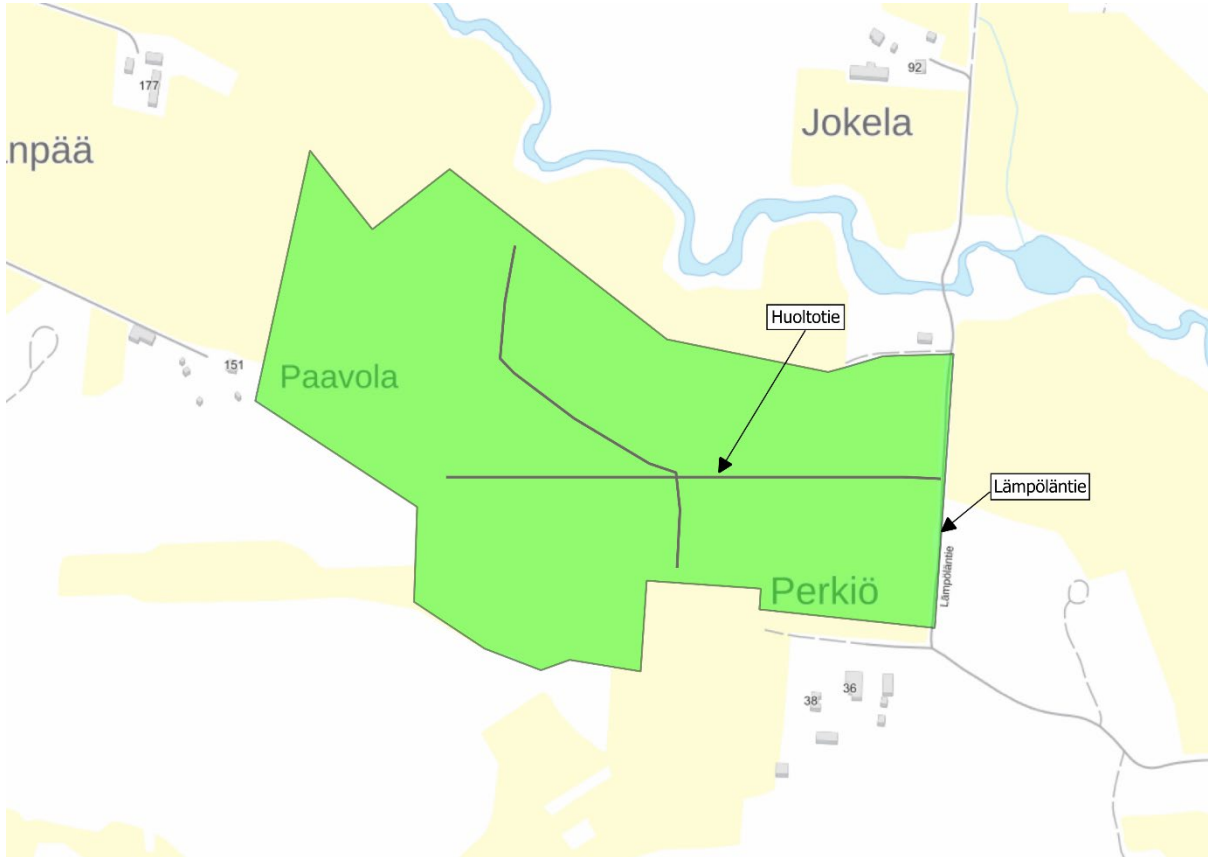 177
92
Jokela
npää
Huoltotie
151
Paavola
Lämpöläntie
Lämpöläntie
Perkiö
36
38